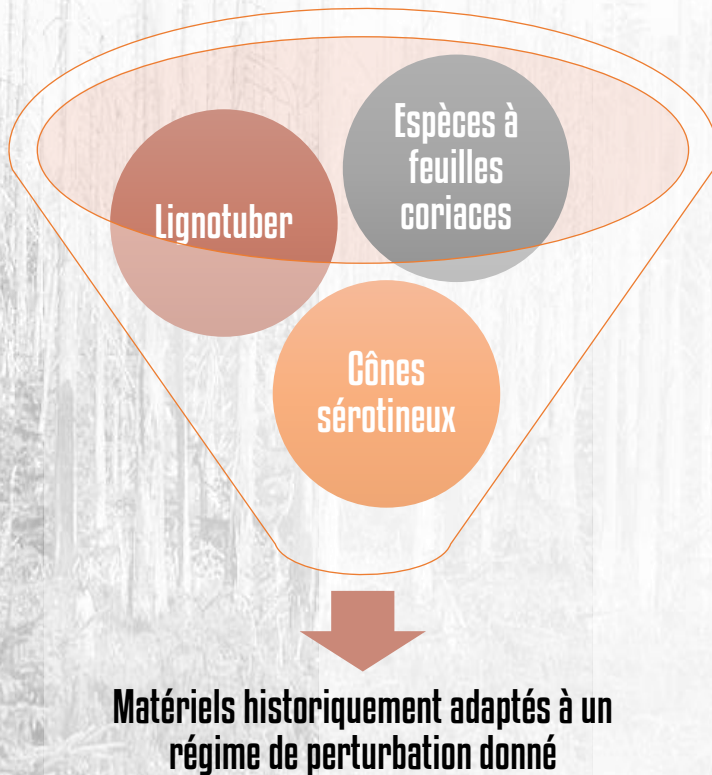 Espèces à
feuilles
coriaces
Lignotuber
Cônes
sérotineux
Matériels historiquement adaptés à un
régime de perturbation donné